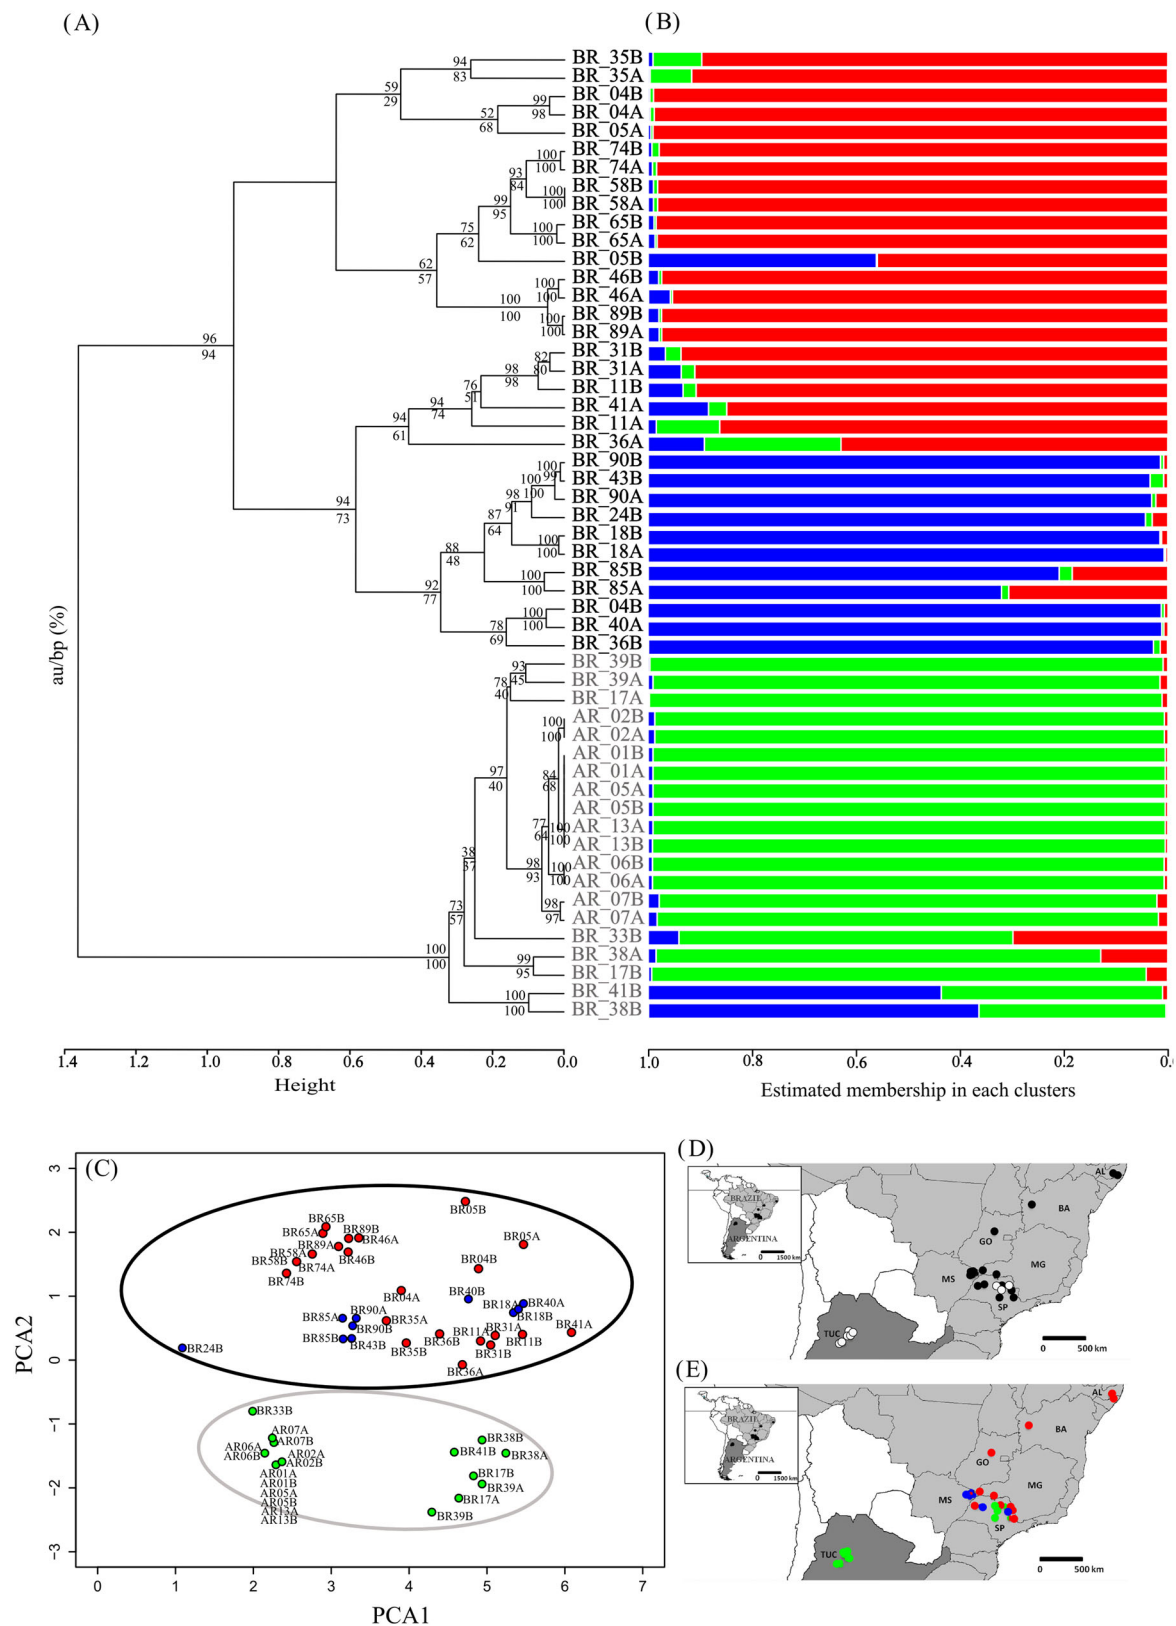 (A)
(B)
BR_35B
BR_35A
BR_04B
BR_04A
BR_05A
BR_74B
BR_74A
BR_58B
BR_58A
BR_65B
BR_65A
BR_05B
BR_46B
BR_46A
BR_89B
BR_89A
BR_31B
BR_31A
BR_11B
BR_41A
BR_11A
BR_36A
BR_90B
BR_43B
BR_90A
BR_24B
BR_18B
BR_18A
BR_85B
BR_85A
BR_04B
BR_40A
BR_36B
BR_39B
BR_39A
BR_17A
AR_02B
AR_02A
AR_01B
AR_01A
AR_05A
AR_05B
AR_13A
AR_13B
AR_06B
AR_06A
AR_07B
AR_07A
BR_33B
BR_38A
BR_17B
BR_41B
BR_38B
94
83
59
29
99
98
52
68
100
100
93
84
100
100
99
95
100
100
75
62
62
57
100
100
100
100
100
100
96
94
82
80
98
98
76
51
94
74
94
61
94
73
100
99
100
100
98
91
87
64
100
100
88
48
100
100
92
77
100
100
78
69
93
45
78
40
100
100
97
40
84
68
100
100
77
64
100
100
98
93
98
97
38
37
73
57
99
95
100
100
100
100
au/bp (%)
1.4 1.2 1.0 0.8 0.6 0.4 0.2 0.0
Height
1.0 0.8 0.6 0.4 0.2 0.
Estimated membership in each clusters
(C)
3
2
1
0
−1
−2
−3
PCA2
BR05B
BR65B
BR65A
BR89B
BR46A
BR89A
BR46B
BR58A
BR58B
BR74A
BR74B
BR05A
BR04B
BR04A
BR40B
BR40A
BR18A
BR18B
BR85A
BR90A
BR90B
BR35A
BR85B
BR43B
BR35B
BR36B
BR11A
BR31A
BR11B
BR41A
BR31B
BR36A
BR24B
BR33B
AR07A
AR07B
AR06A
AR06B
AR02A
AR02B
AR01A
AR01B
AR05A
AR05B
AR13A
AR13B
BR38B
BR41B
BR38A
BR17B
BR39A
BR17A
BR39B
0 1 2 3 4 5 6 7
PCA1
(D)
BRAZIL
ARGENTINA
0 1500 km
AL
BA
GO
MG
MS
SP
TUC
0 500 km
(E)
BRAZIL
ARGENTINA
0 1500 km
AL
BA
GO
MG
MS
SP
TUC
0 500 km